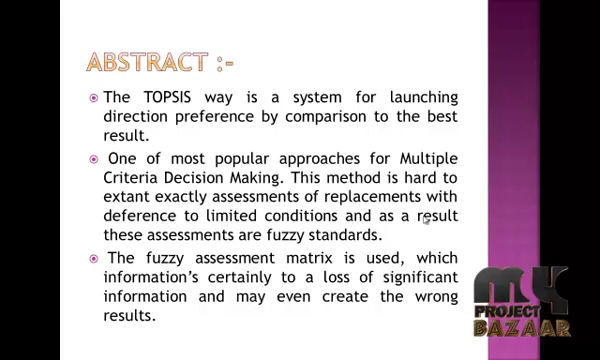 ABSTRACT :-
The TOPSIS way is a system for launching
direction preference by comparison to the best
result.
One of most popular approaches for Multiple
Criteria Decision Making. This method is hard to
extant exactly assessments of replacements with
deference to limited conditions and as a result
these assessments are fuzzy standards.
The fuzzy assessment matrix is used, which
information's certainly to a loss of significant
information and may even create the wrong
results.
MY
PROJECT
BAZAAR